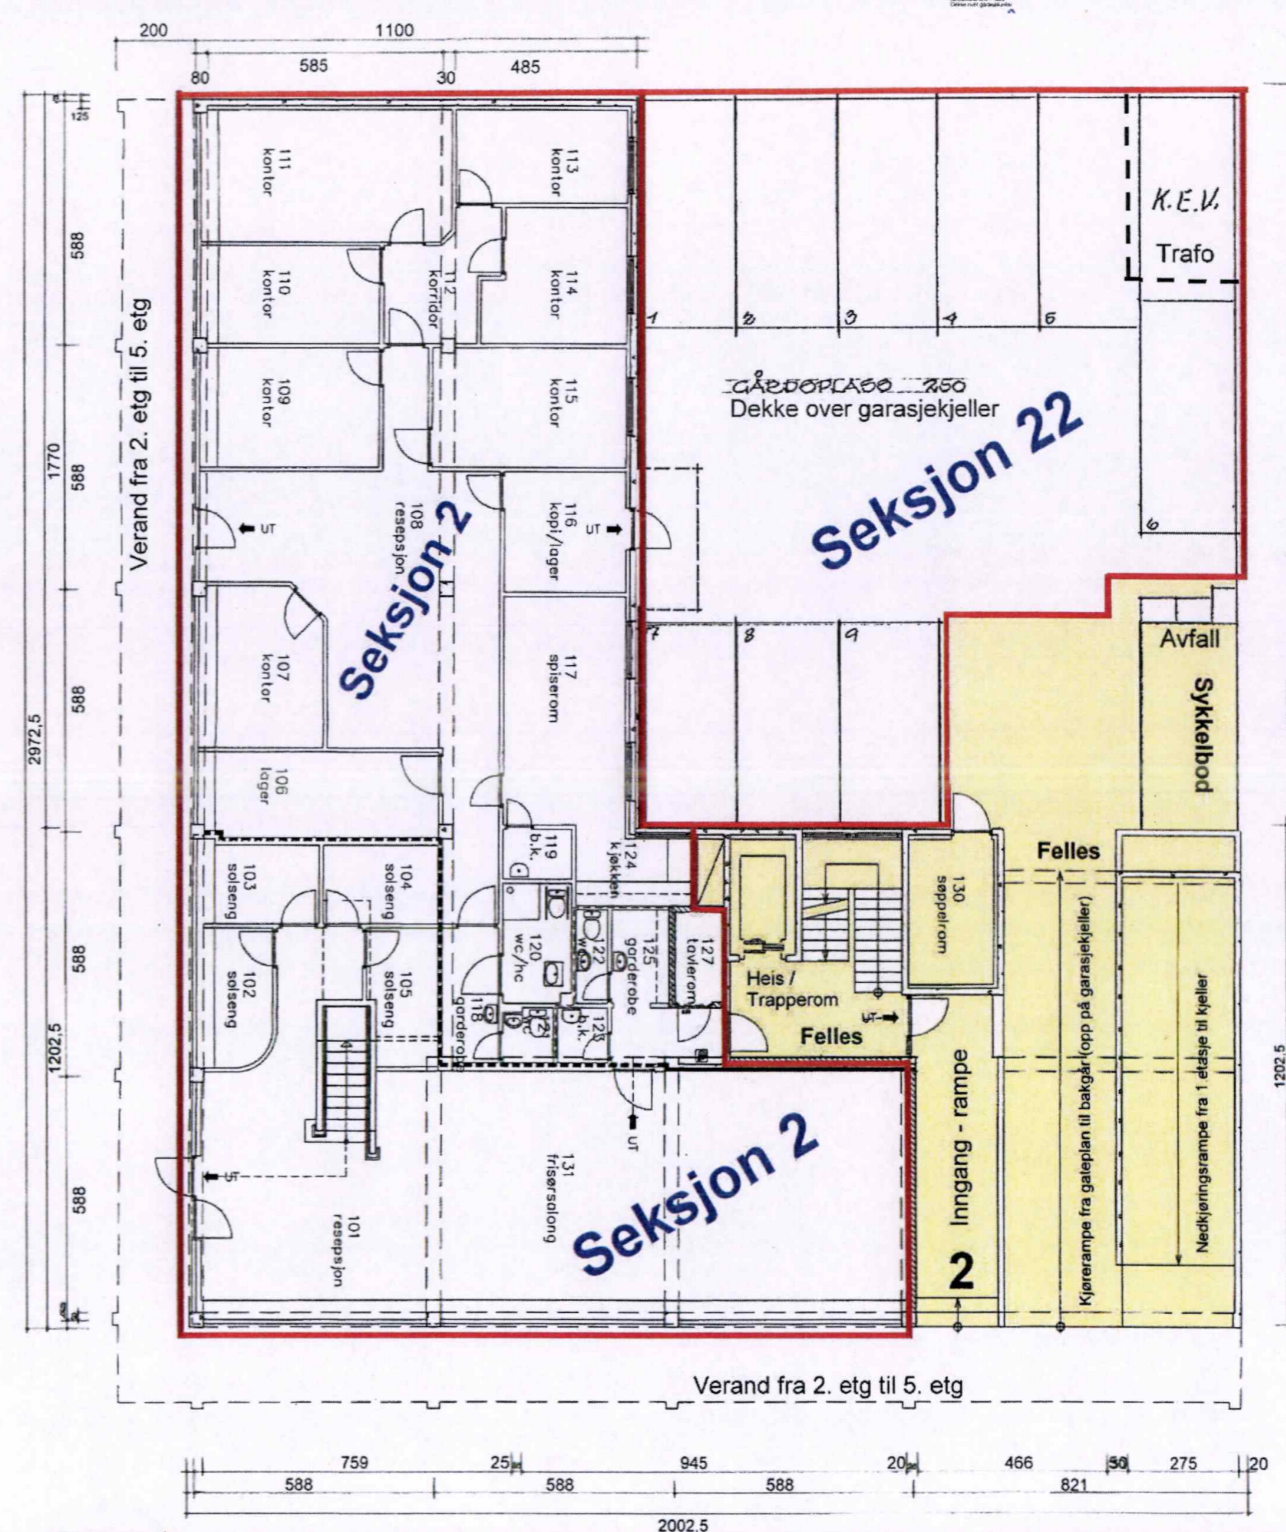 200
1100
80
585
30
485
125
588
588
1770
588
2972,5
588
1202,5
588
Verand fra 2. etg til 5. etg
111
kontor
113
kontor
110
kontor
112
korridor
114
kontor
109
kontor
115
kontor
108
resepsjon
116
kopi/lager
UT
UT
Seksjon 2
107
kontor
117
spiserom
106
lager
K.E.V.
Trafo
1
2
3
4
5
GÅRDSPLASS 250
Dekke over garasjekjeller
Seksjon 22
6
7
8
9
Avfall
Sykkelbod
103
solseng
104
solseng
119
b.k.
124
kjøkken
102
solseng
105
solseng
120
wc/hc
122
wc
125
garderobe
127
tavlerom
118
garderobe
121
wc
123
b.k.
Heis /
Trapperom
Felles
UT
130
søppelrom
Felles
UT
UT
101
resepsjon
131
frisørsalong
Seksjon 2
Inngang - rampe
2
Kjørerampe fra gateplan til bakgår (opp på garasjekjeller)
Nedkjøringsrampe fra 1.etasje til kjeller
1202,5
Verand fra 2. etg til 5. etg
759
25
945
20
466
30
275
20
588
588
588
821
2002,5